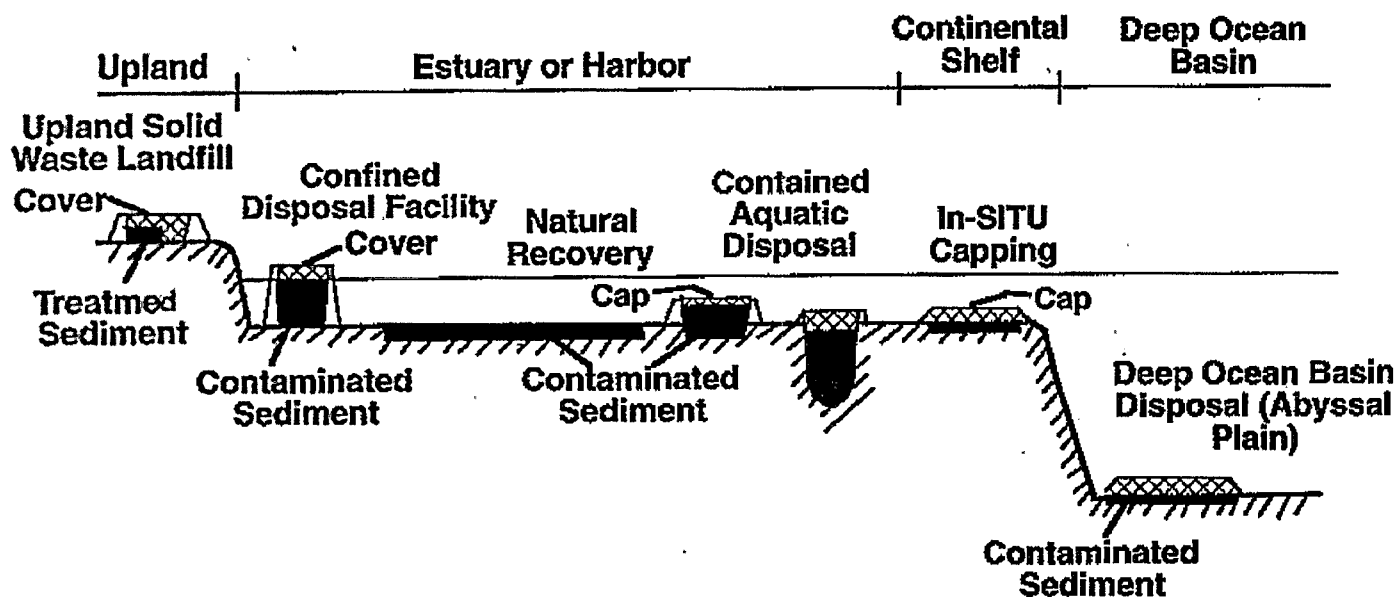 Upland
Estuary or Harbor
Continental
Shelf
Deep Ocean
Basin
Upland Solid
Waste Landfill
Cover
Treatmed
Sediment
Confined
Disposal Facility
Cover
Contaminated
Sediment
Natural
Recovery
Cap
Contaminated
Sediment
Contained
Aquatic
Disposal
In-SITU
Capping
Cap
Deep Ocean Basin
Disposal (Abyssal
Plain)
Contaminated
Sediment